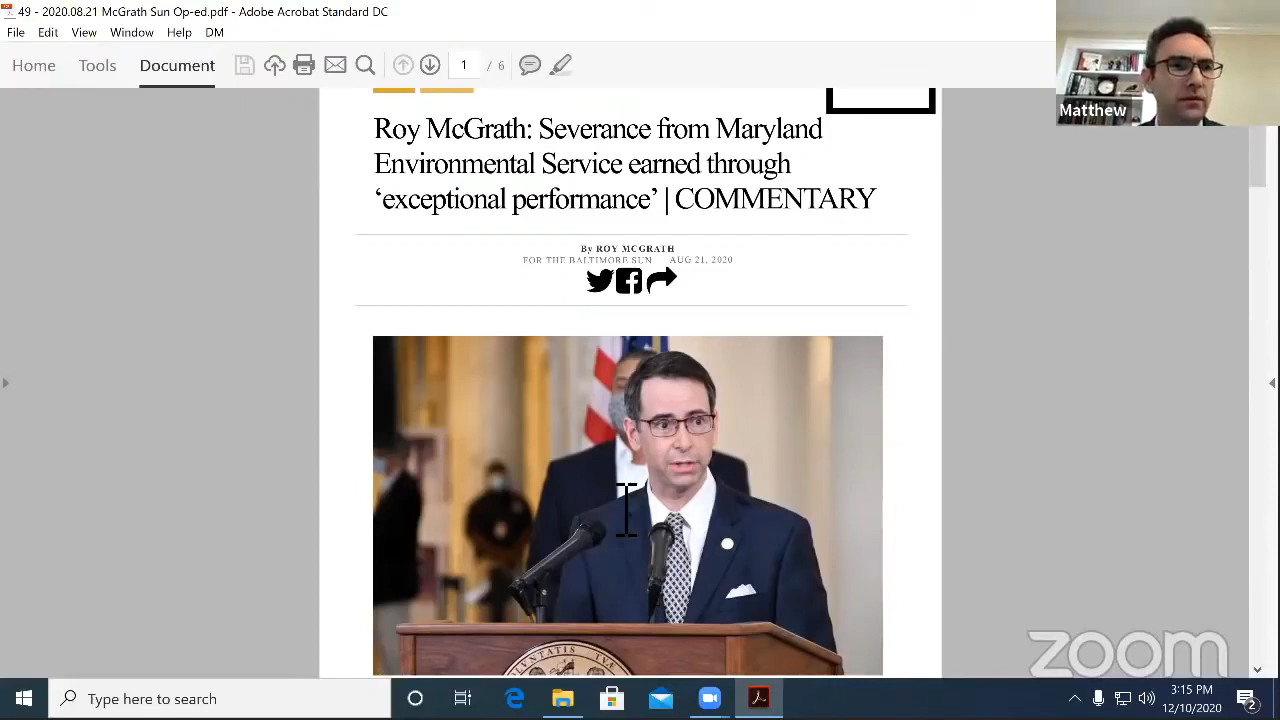 49 - 2020.08.21 McGrath Sun Op-ed.pdf - Adobe Acrobat Standard DC
File Edit View Window Help DM
Home Tools Document 1 / 6
Matthew
Roy McGrath: Severance from Maryland
Environmental Service earned through
‘exceptional performance’ | COMMENTARY
By ROY MCGRATH
FOR THE BALTIMORE SUN AUG 21, 2020
VOLVNTATIS IVÆ
zoom
Type here to search
3:15 PM
12/10/2020
2